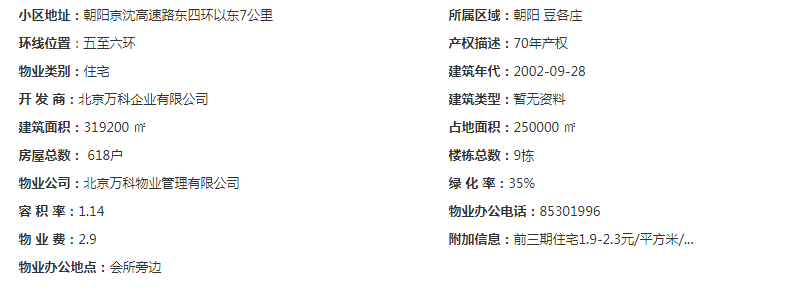 小区地址：朝阳京沈高速路东四环以东7公里
所属区域：朝阳 豆各庄
环线位置：五至六环
产权描述：70年产权
物业类别：住宅
建筑年代：2002-09-28
开 发 商：北京万科企业有限公司
建筑类型：暂无资料
建筑面积：319200 ㎡
占地面积：250000 ㎡
房屋总数： 618户
楼栋总数：9栋
物业公司：北京万科物业管理有限公司
绿 化 率：35%
容 积 率：1.14
物业办公电话：85301996
物 业 费：2.9
附加信息：前三期住宅1.9-2.3元/平方米/...
物业办公地点：会所旁边